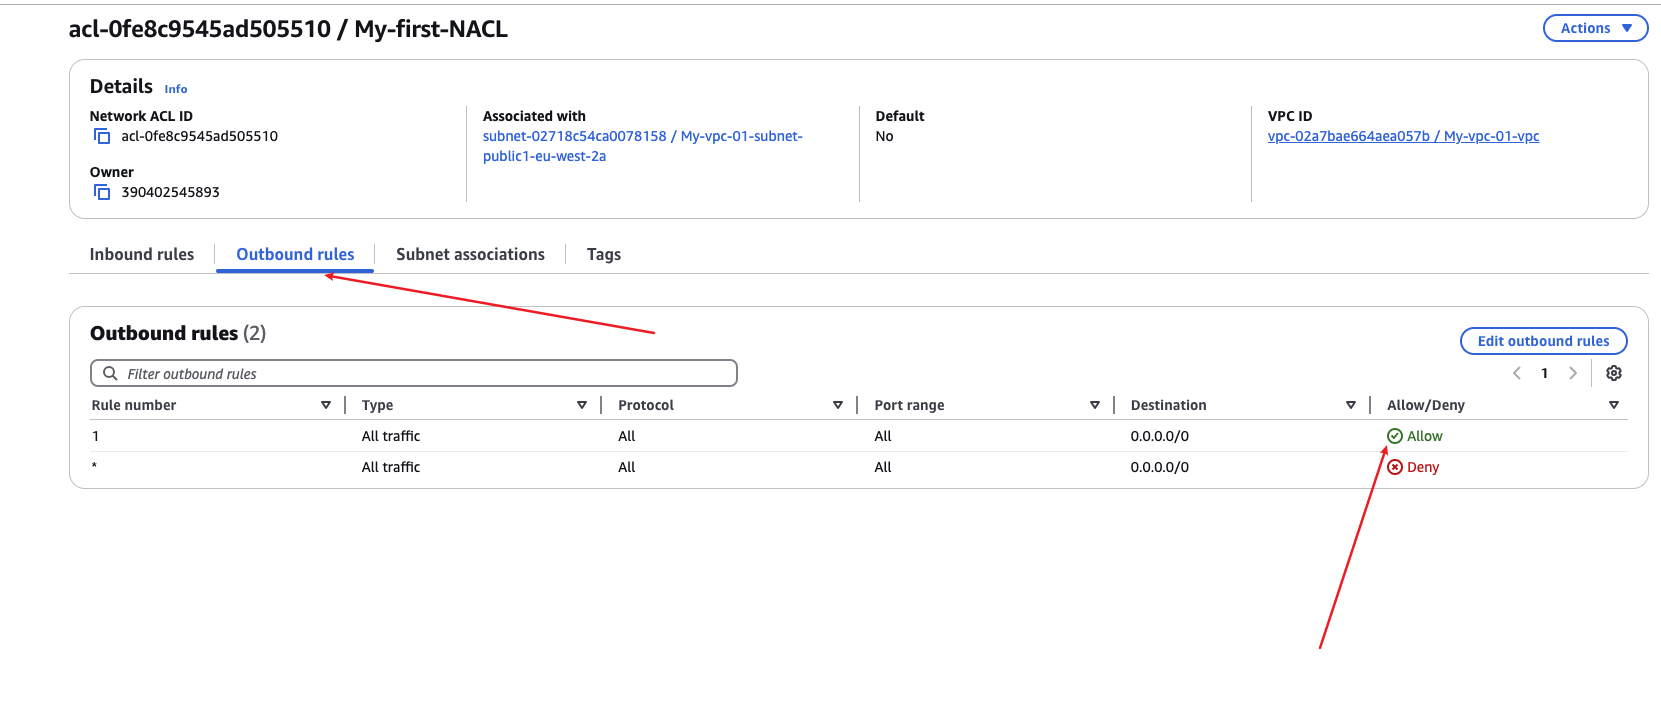 acl-0fe8c9545ad505510 / My-first-NACL
Actions
Details Info
Network ACL ID
acl-0fe8c9545ad505510
Owner
390402545893
Associated with
subnet-02718c54ca0078158 / My-vpc-01-subnet-
public1-eu-west-2a
Default
No
VPC ID
vpc-02a7bae664aea057b / My-vpc-01-vpc
Inbound rules Outbound rules Subnet associations Tags
Outbound rules (2)
Edit outbound rules
Filter outbound rules
1
Rule number Type Protocol Port range Destination Allow/Deny
1 All traffic All All 0.0.0.0/0 Allow
* All traffic All All 0.0.0.0/0 Deny